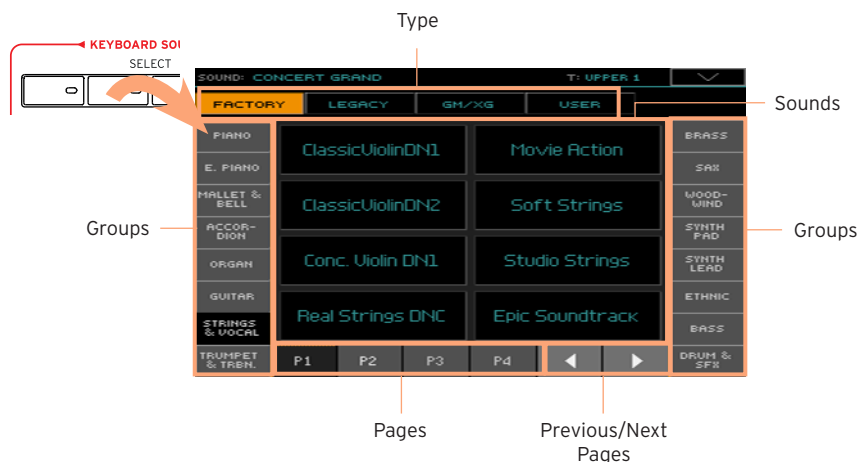 Type
KEYBOARD SOU
SELECT
SOUND: CONCERT GRAND
T: UPPER 1
FACTORY
LEGACY
GM/XG
USER
Sounds
PIANO
E. PIANO
MALLET &
BELL
ACCOR-
DION
ORGAN
GUITAR
STRINGS
& VOCAL
TRUMPET
& TRBN.
Groups
ClassicViolinDN1
Movie Action
ClassicViolinDN2
Soft Strings
Conc. Violin DN1
Studio Strings
Real Strings DNC
Epic Soundtrack
BRASS
SAX
WOOD-
WIND
SYNTH
PAD
SYNTH
LEAD
ETHNIC
BASS
DRUM &
SFX
Groups
P1
P2
P3
P4
Pages
Previous/Next
Pages